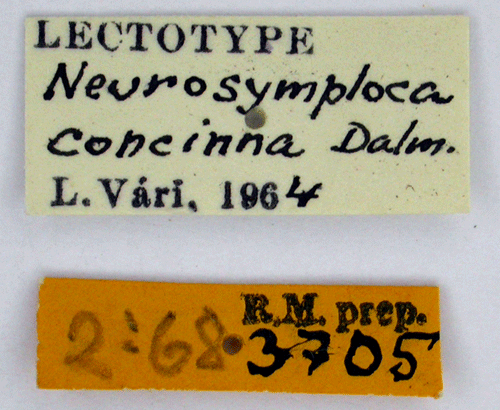 LECTOTYPE
Neurosymploca
concinna Dalm.
L. Vári, 1964
R.M. prep.
2:68 3705